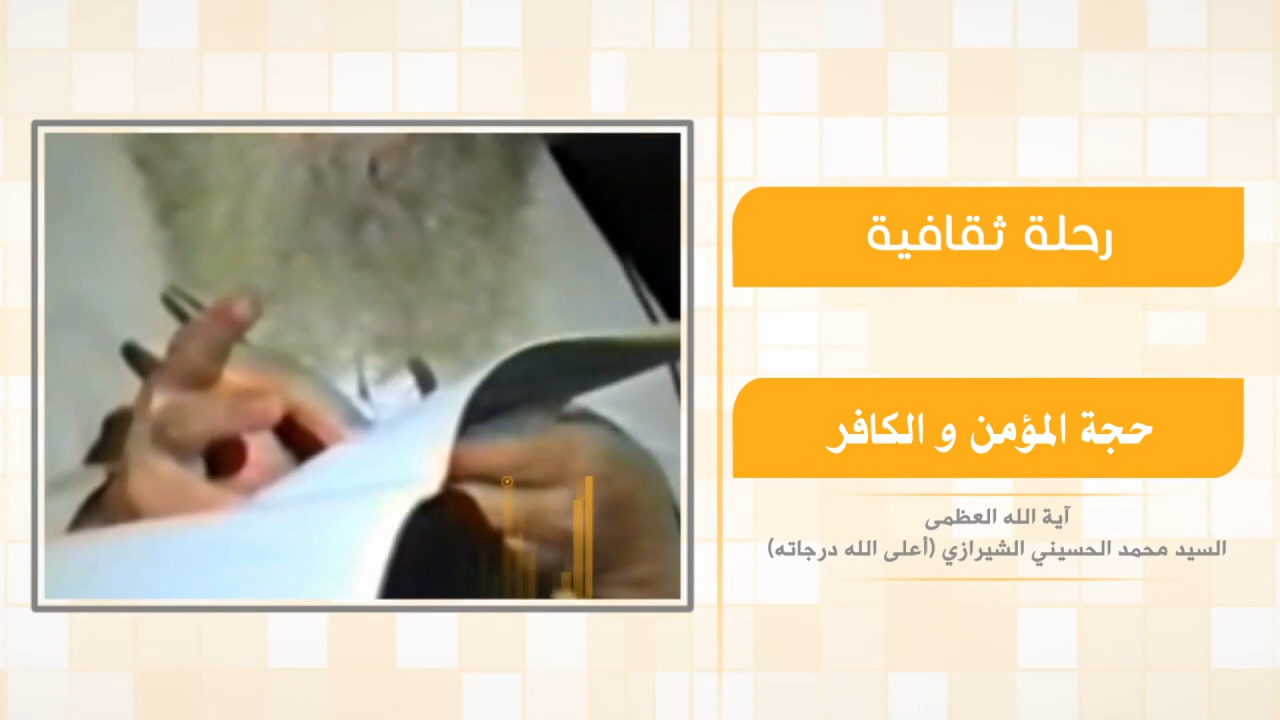 رحلة ثقافية
حجة المؤمن و الكافر
آية الله العظمى
السيد محمد الحسيني الشيرازي (أعلى الله درجاته)